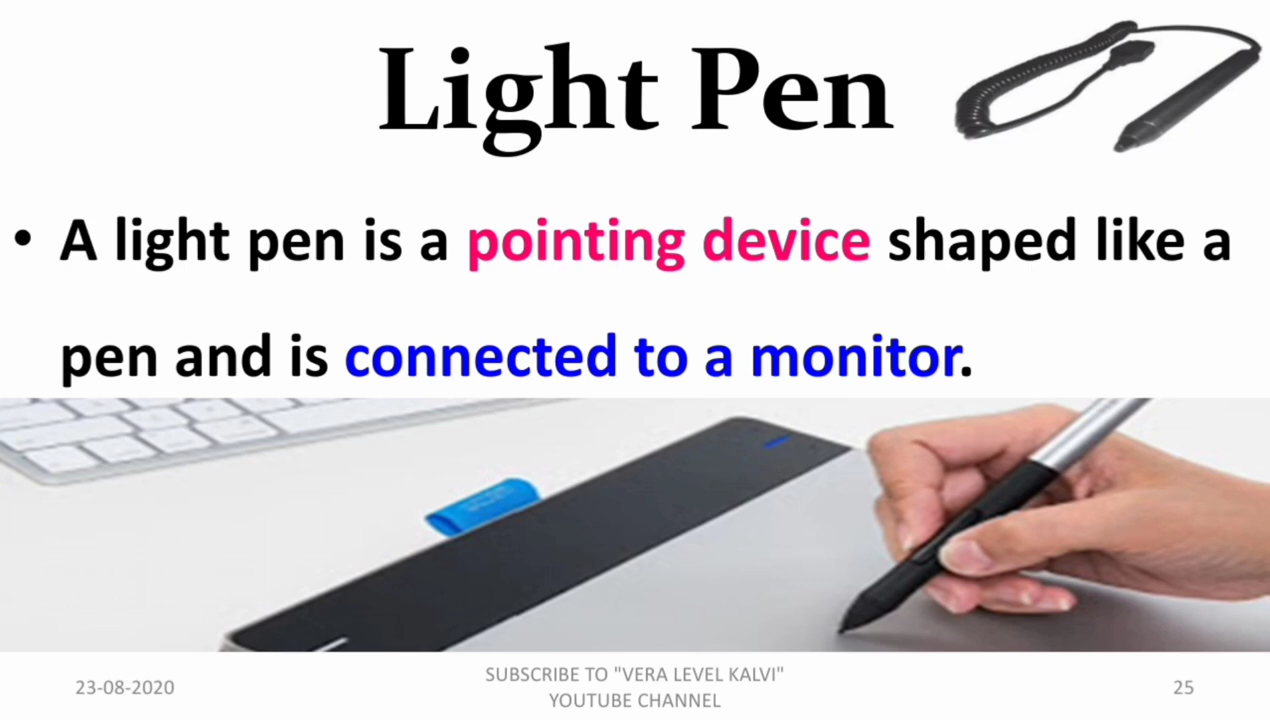 Light Pen
• A light pen is a pointing device shaped like a
pen and is connected to a monitor.
23-08-2020
SUBSCRIBE TO "VERA LEVEL KALVI"
YOUTUBE CHANNEL
25